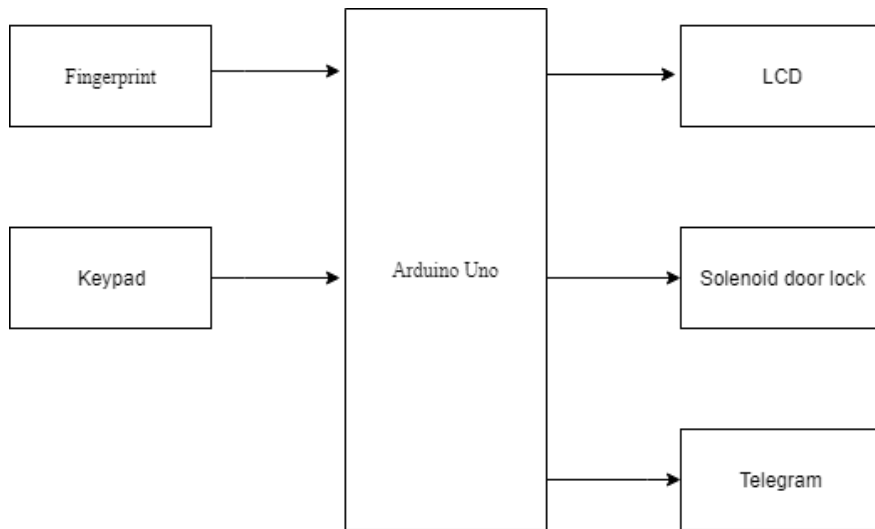 Fingerprint
Keypad
Arduino Uno
LCD
Solenoid door lock
Telegram